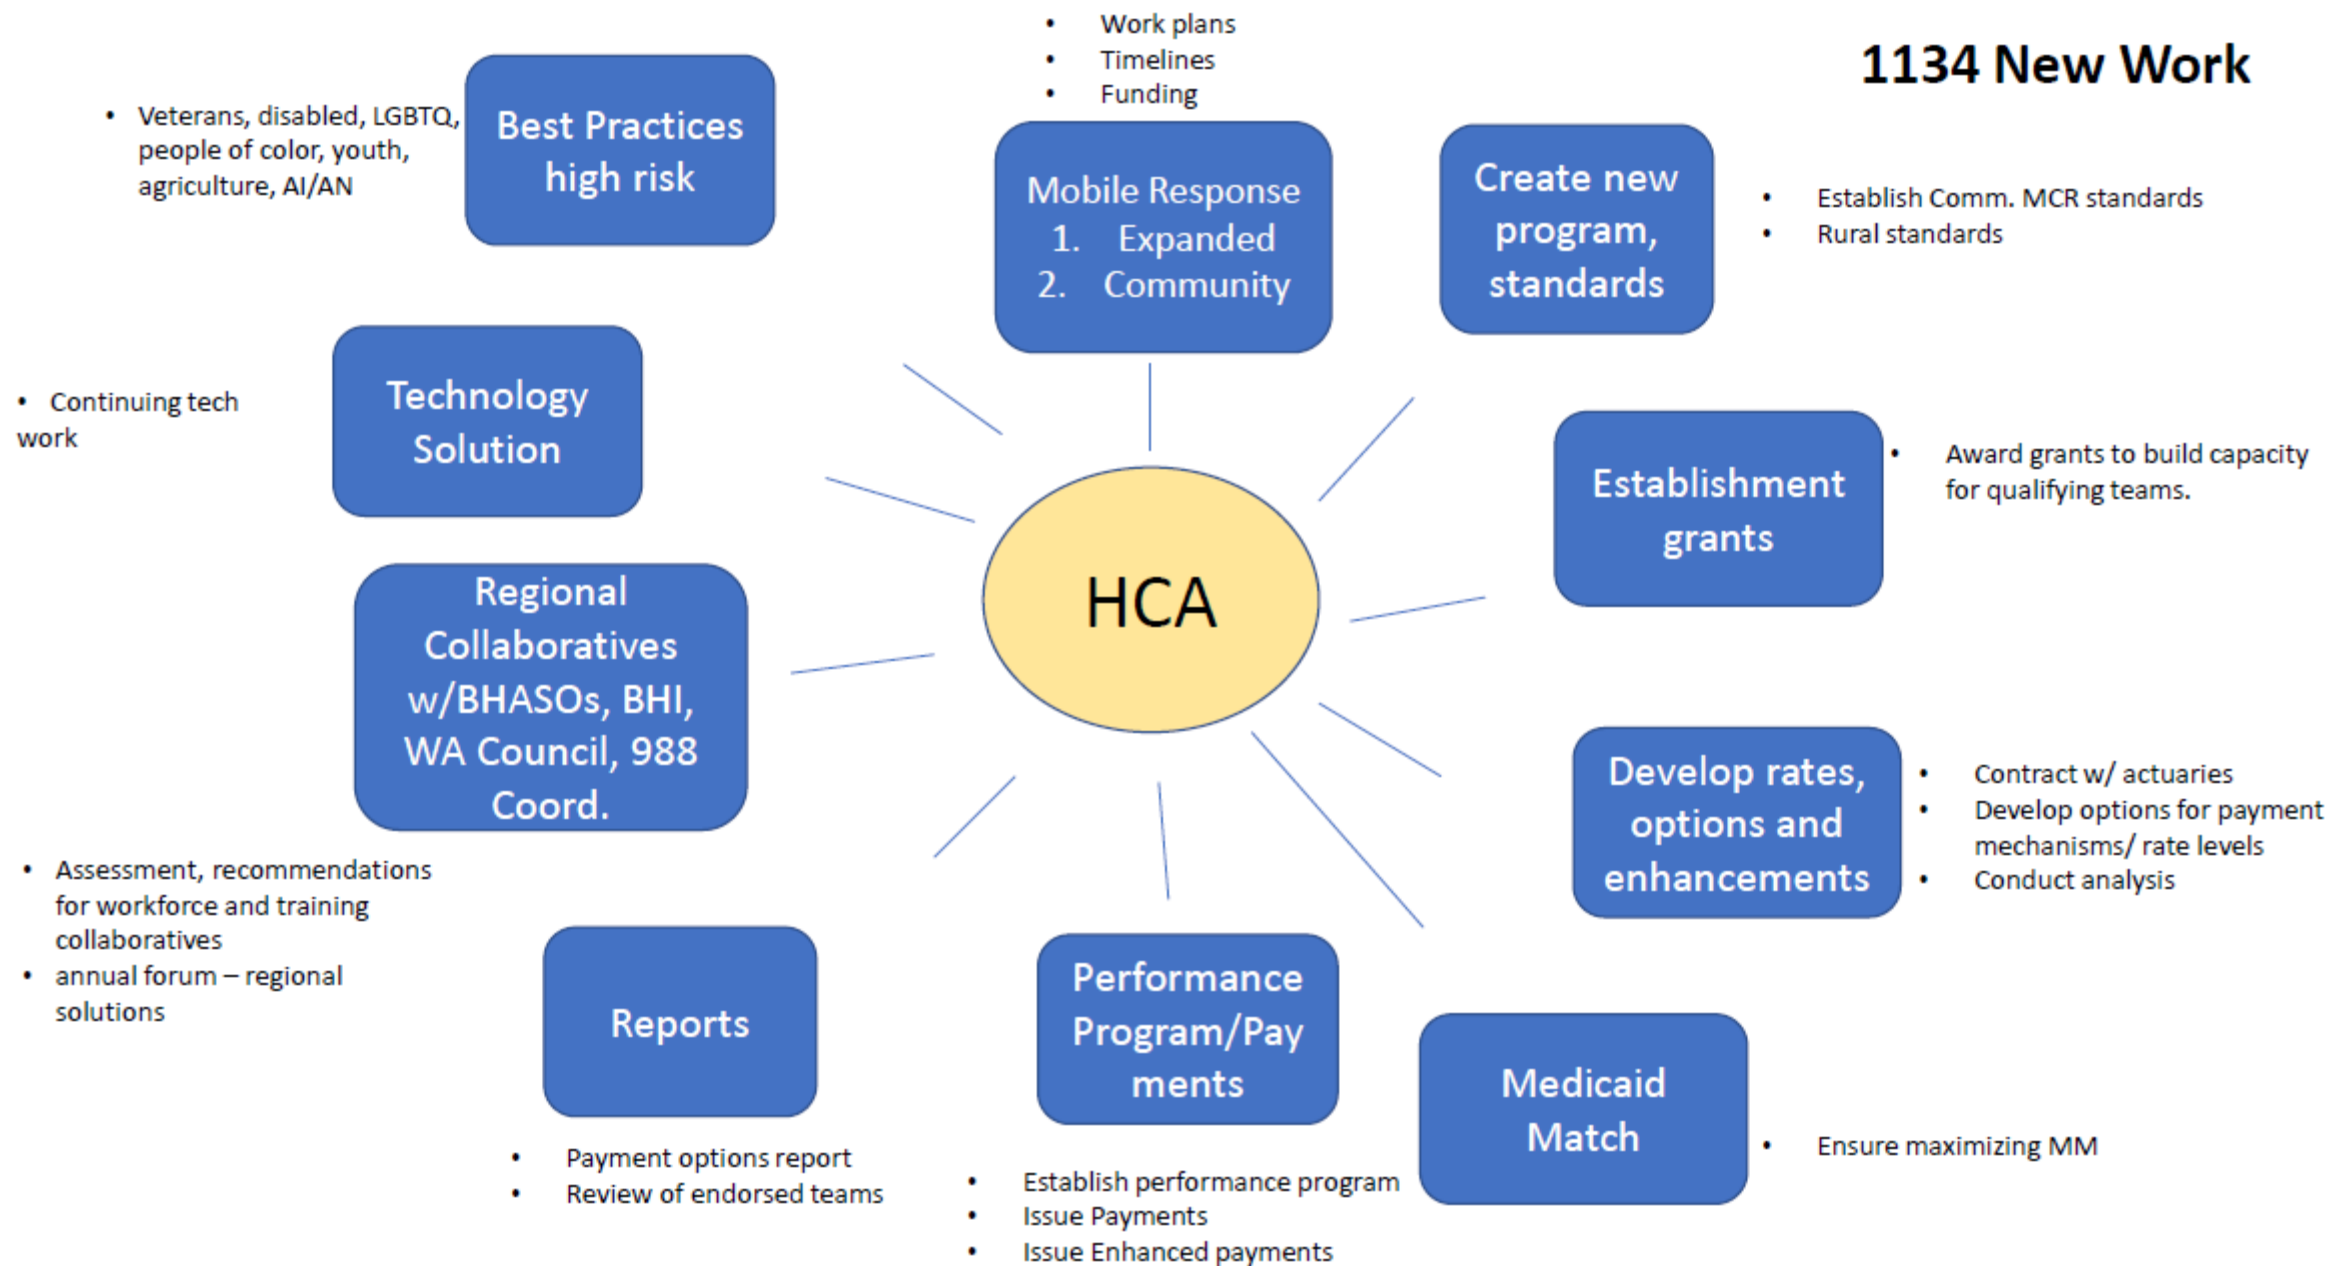 1134 New Work
• Work plans
• Timelines
• Funding
Mobile Response
1. Expanded
2. Community
Create new
program,
standards
• Establish Comm. MCR standards
• Rural standards
Establishment
grants
• Award grants to build capacity
for qualifying teams.
Develop rates,
options and
enhancements
• Contract w/ actuaries
• Develop options for payment
mechanisms/ rate levels
• Conduct analysis
Medicaid
Match
• Ensure maximizing MM
Performance
Program/Pay
ments
• Establish performance program
• Issue Payments
• Issue Enhanced payments
Reports
• Payment options report
• Review of endorsed teams
Regional
Collaboratives
w/BHASOs, BHI,
WA Council, 988
Coord.
• Assessment, recommendations
for workforce and training
collaboratives
• annual forum – regional
solutions
Technology
Solution
• Continuing tech
work
Best Practices
high risk
• Veterans, disabled, LGBTQ,
people of color, youth,
agriculture, AI/AN
HCA